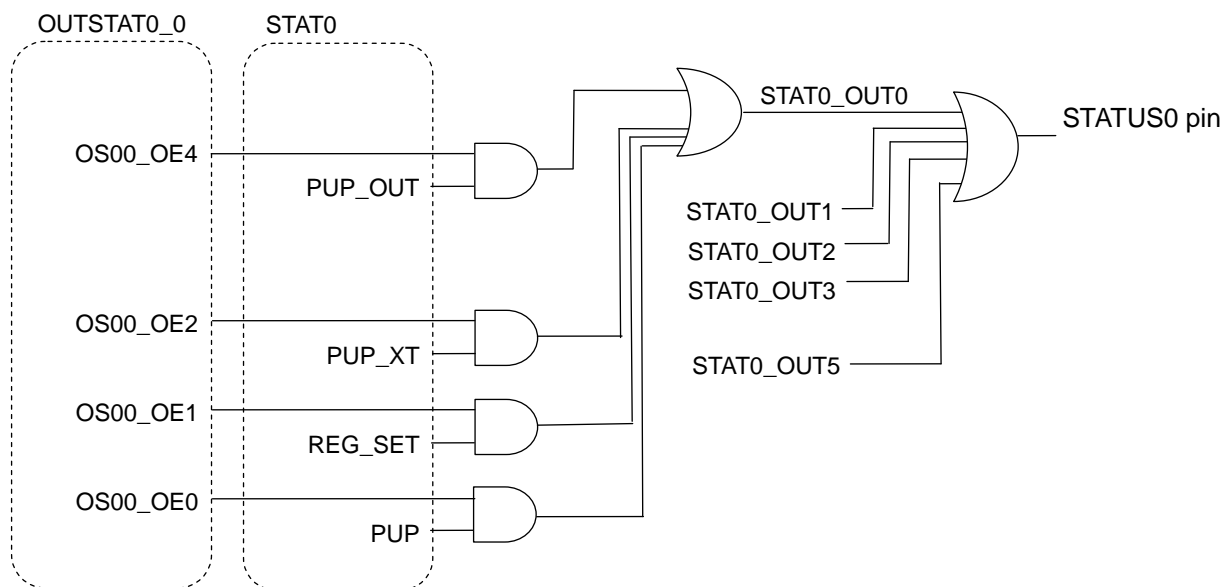 OUTSTAT0_0
STAT0
OS00_OE4
PUP_OUT
OS00_OE2
PUP_XT
OS00_OE1
REG_SET
OS00_OE0
PUP
STAT0_OUT0
STATUS0 pin
STAT0_OUT1
STAT0_OUT2
STAT0_OUT3
STAT0_OUT5